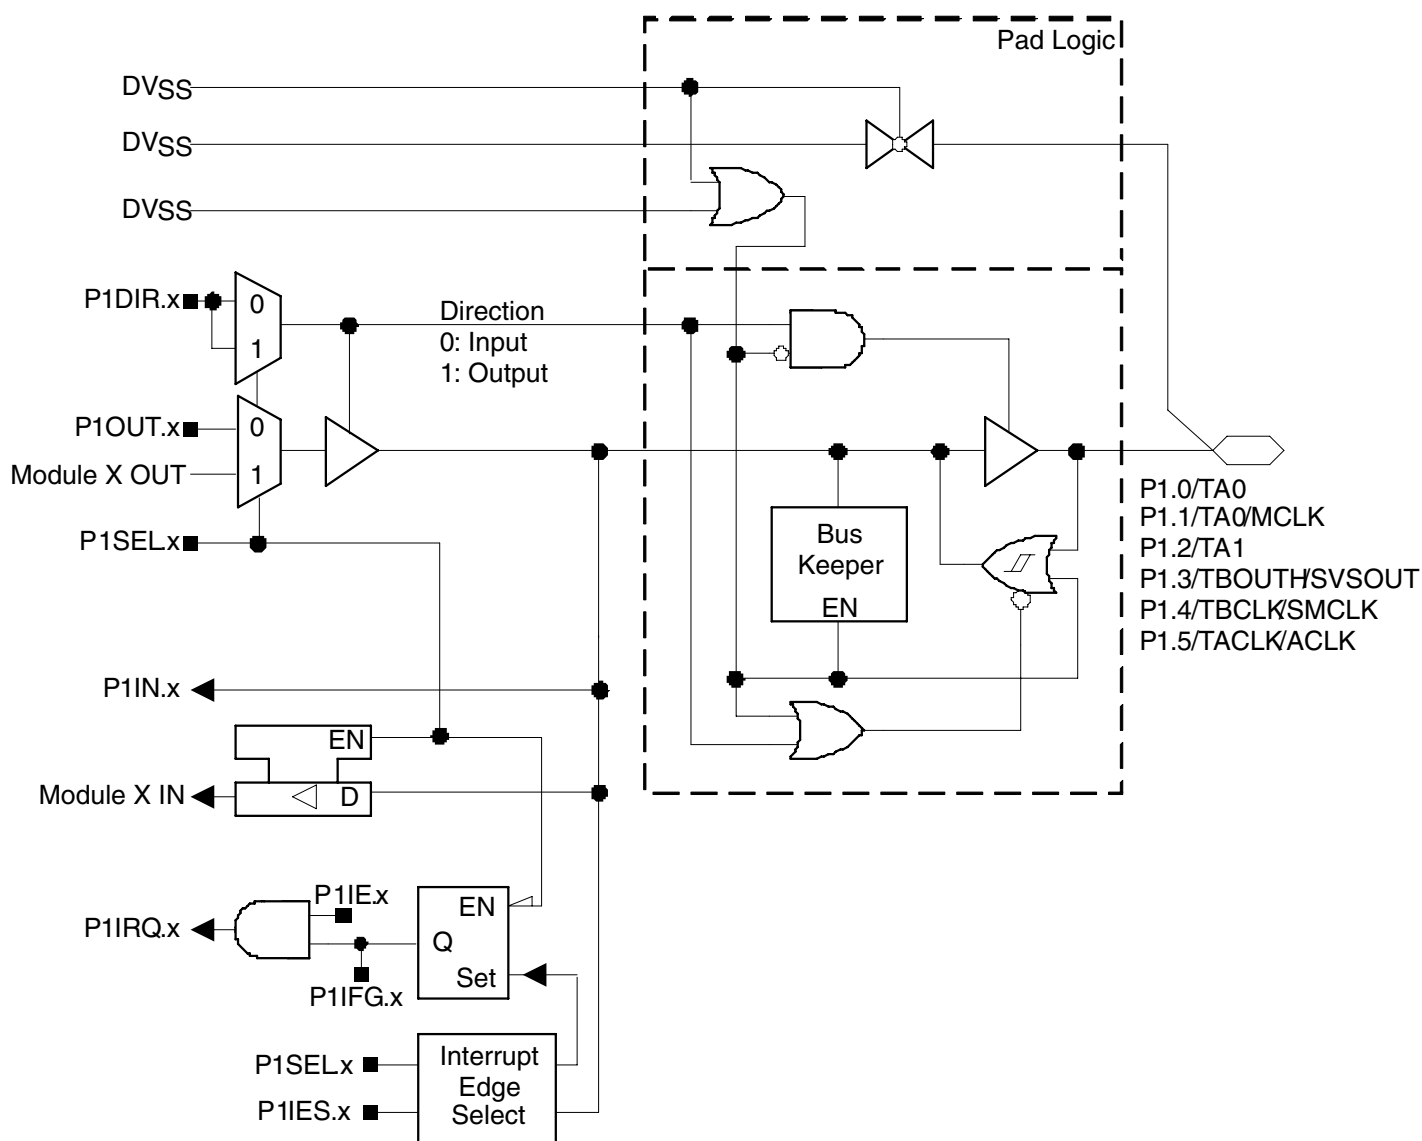 Pad Logic
DVSS
DVSS
DVSS
P1DIR.x
0
1
Direction
0: Input
1: Output
P1OUT.x
0
Module X OUT
1
P1SEL.x
P1.0/TA0
P1.1/TA0/MCLK
P1.2/TA1
P1.3/TBOUTH/SVSOUT
P1.4/TBCLK/SMCLK
P1.5/TACLK/ACLK
Bus
Keeper
EN
P1IN.x
EN
Module X IN
D
P1IE.x
P1IRQ.x
EN
Q
Set
P1IFG.x
P1SEL.x
P1IES.x
Interrupt
Edge
Select